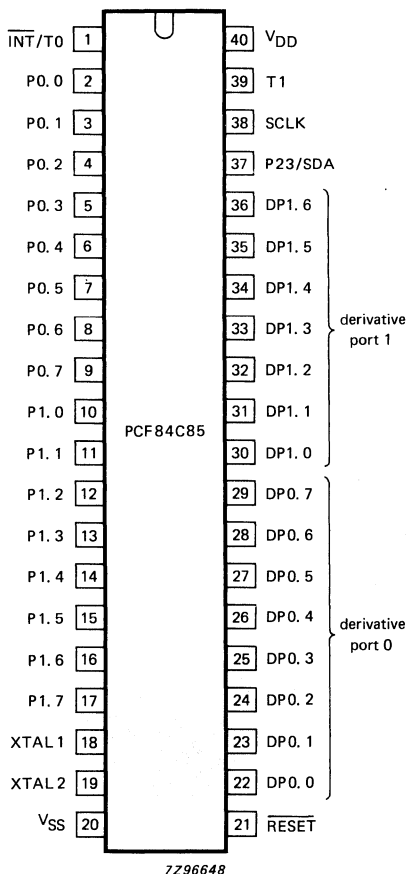 INT/T0 1 40 VDD
P0.0 2 39 T1
P0.1 3 38 SCLK
P0.2 4 37 P23/SDA
P0.3 5 36 DP1.6
P0.4 6 35 DP1.5
P0.5 7 34 DP1.4
P0.6 8 33 DP1.3
derivative
port 1
P0.7 9 32 DP1.2
P1.0 10 31 DP1.1
PCF84C85
P1.1 11 30 DP1.0
P1.2 12 29 DP0.7
P1.3 13 28 DP0.6
P1.4 14 27 DP0.5
P1.5 15 26 DP0.4
derivative
port 0
P1.6 16 25 DP0.3
P1.7 17 24 DP0.2
XTAL1 18 23 DP0.1
XTAL2 19 22 DP0.0
VSS 20 21 RESET
7Z96648